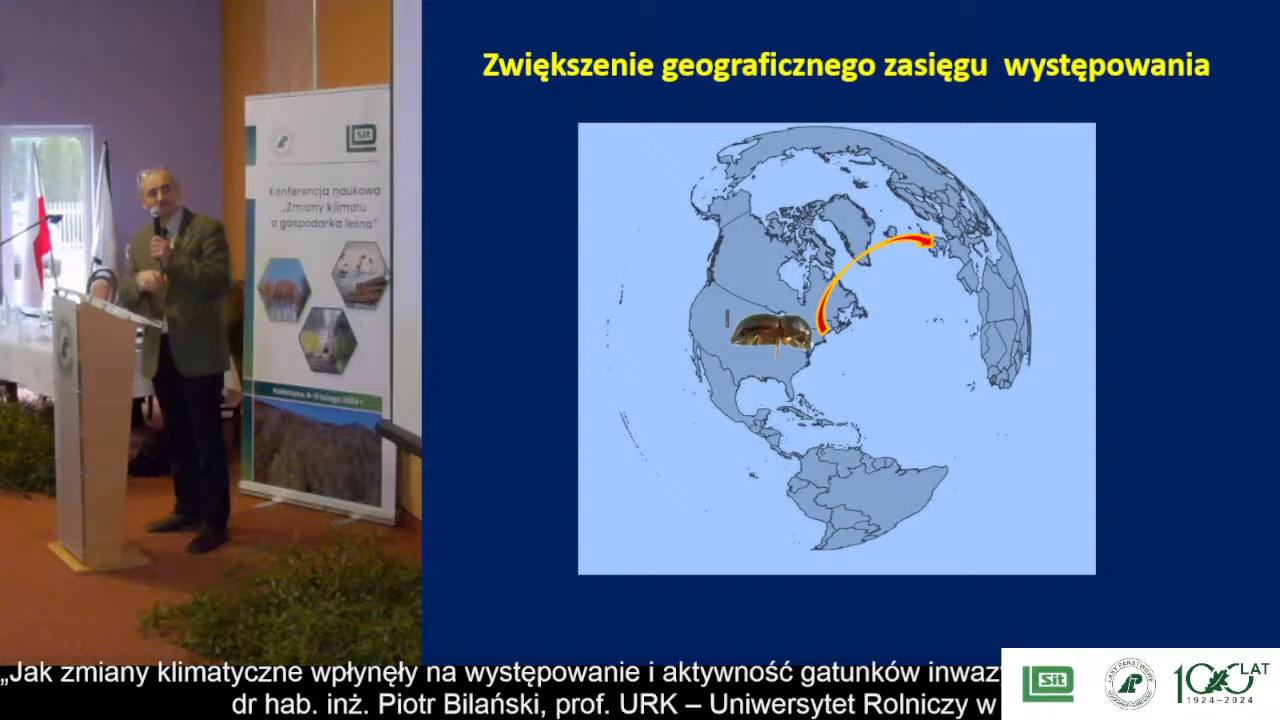 Zwiększenie geograficznego zasięgu występowania
Sit
Konferencja naukowa
„Zmiany klimatu
a gospodarka leśna"
„Jak zmiany klimatyczne wpłynęły na występowanie i aktywność gatunków
dr hab. inż. Piotr Bilański, prof. URK – Uniwersytet Rolniczy w
Sit
LASY PAŃSTWOWE
100 LAT
1924-2024